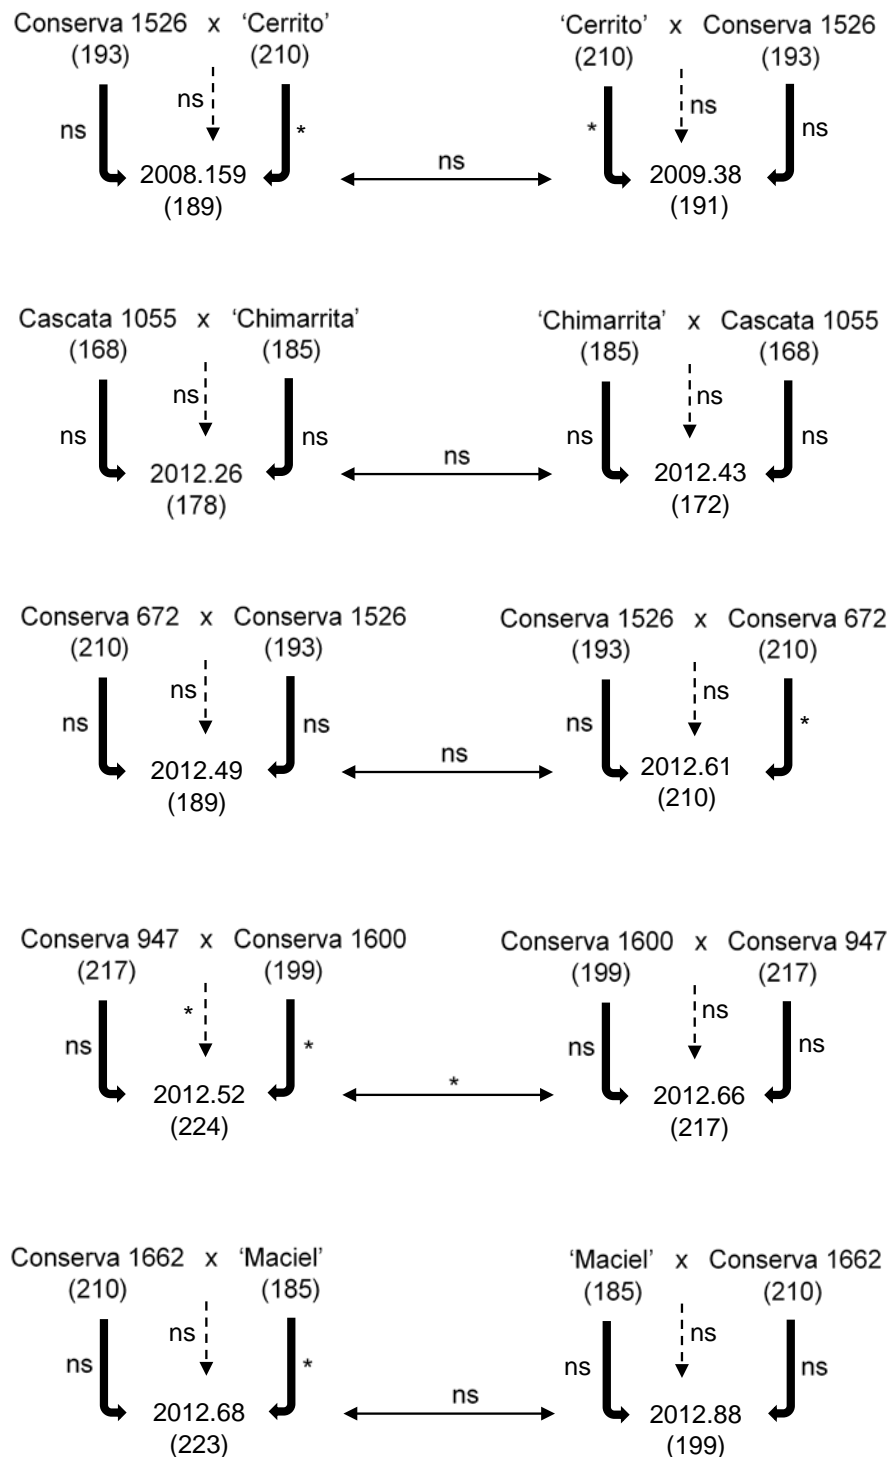 Conserva 1526 x ‘Cerrito’
(193) (210)
ns
ns
*
2008.159
(189)
ns
‘Cerrito’ x Conserva 1526
(210) (193)
ns
*
ns
2009.38
(191)
Cascata 1055 x ‘Chimarrita’
(168) (185)
ns
ns
ns
2012.26
(178)
ns
‘Chimarrita’ x Cascata 1055
(185) (168)
ns
ns
ns
2012.43
(172)
Conserva 672 x Conserva 1526
(210) (193)
ns
ns
ns
2012.49
(189)
ns
Conserva 1526 x Conserva 672
(193) (210)
ns
ns
*
2012.61
(210)
Conserva 947 x Conserva 1600
(217) (199)
*
ns
*
2012.52
(224)
*
Conserva 1600 x Conserva 947
(199) (217)
ns
ns
ns
2012.66
(217)
Conserva 1662 x ‘Maciel’
(210) (185)
ns
ns
*
2012.68
(223)
ns
‘Maciel’ x Conserva 1662
(185) (210)
ns
ns
ns
2012.88
(199)